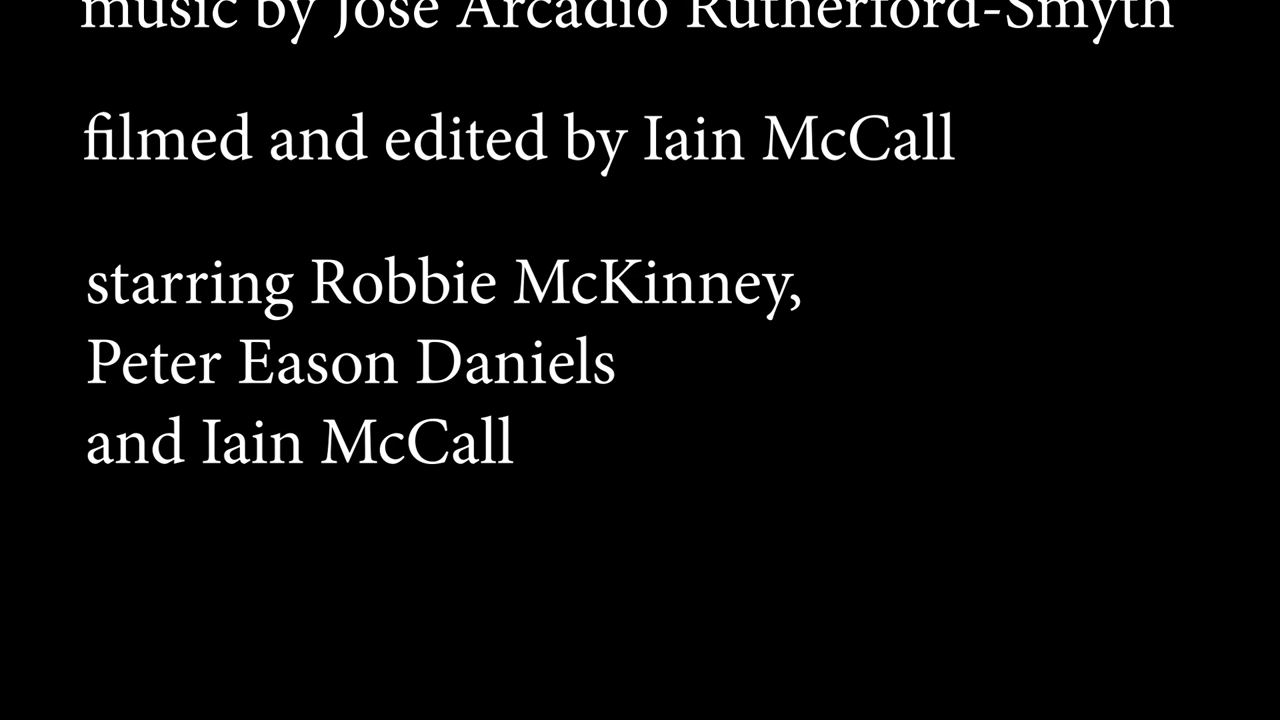 music by Jose Arcadio Rutherford-Smyth
filmed and edited by Iain McCall
starring Robbie McKinney,
Peter Eason Daniels
and Iain McCall